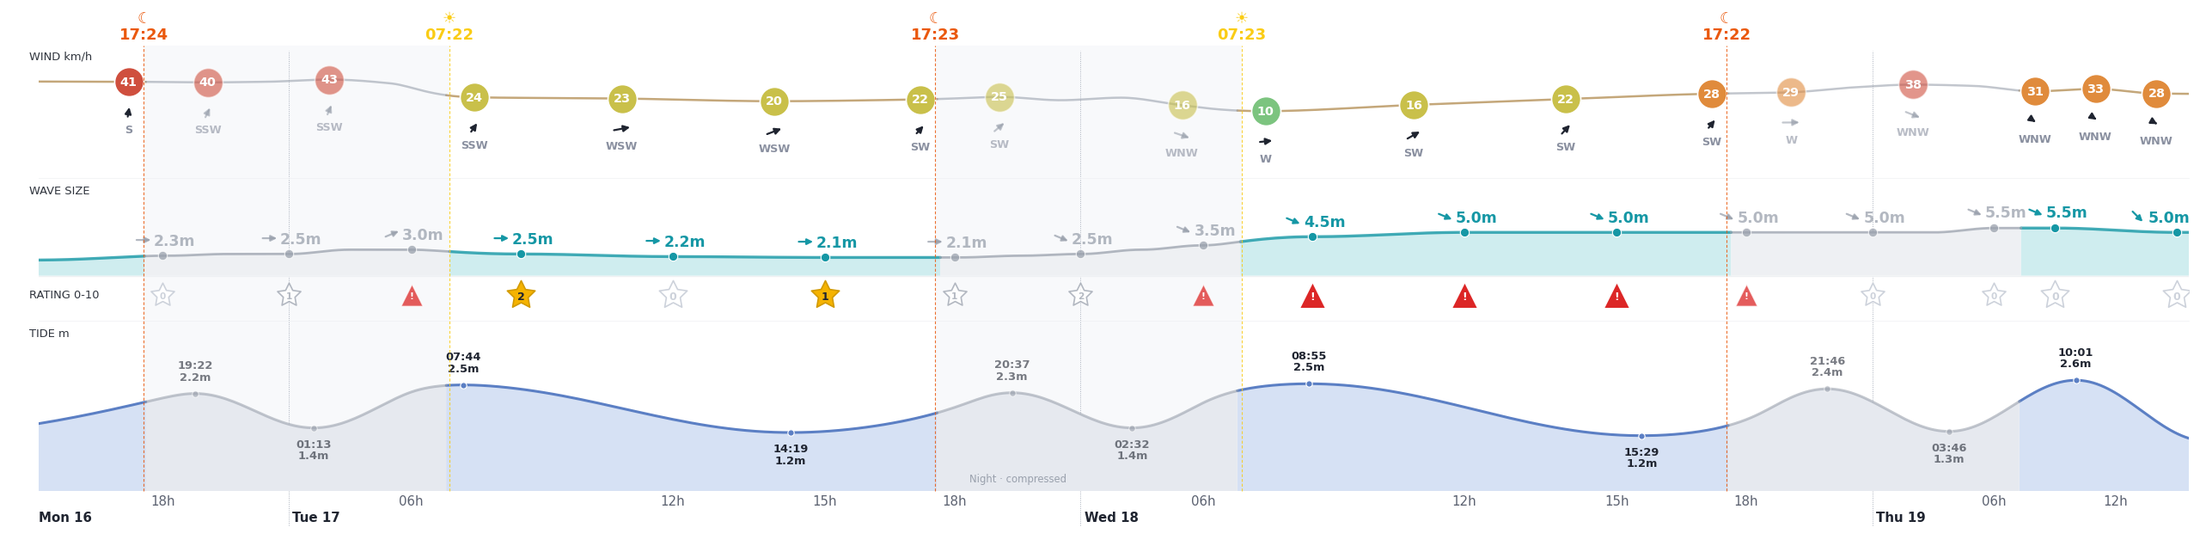 ☾ ☀ ☾ ☀ ☾
17:24 07:22 17:23 07:23 17:22
WIND km/h
41 40 43 24 23 20 22 25 16 10 16 22 28 29 38 31 33 28
S SSW SSW SSW WSW WSW SW SW WNW W SW SW SW W WNW WNW WNW WNW
WAVE SIZE
2.3m 2.5m 3.0m 2.5m 2.2m 2.1m 2.1m 2.5m 3.5m 4.5m 5.0m 5.0m 5.0m 5.0m 5.5m 5.5m 5.0m
RATING 0-10
0 1 ! 2 0 1 1 2 ! ! ! ! ! 0 0 0 0
TIDE m
19:22
2.2m
01:13
1.4m
07:44
2.5m
14:19
1.2m
20:37
2.3m
02:32
1.4m
08:55
2.5m
15:29
1.2m
21:46
2.4m
03:46
1.3m
10:01
2.6m
Night · compressed
18h 06h 12h 15h 18h 06h 12h 15h 18h 06h 12h
Mon 16 Tue 17 Wed 18 Thu 19